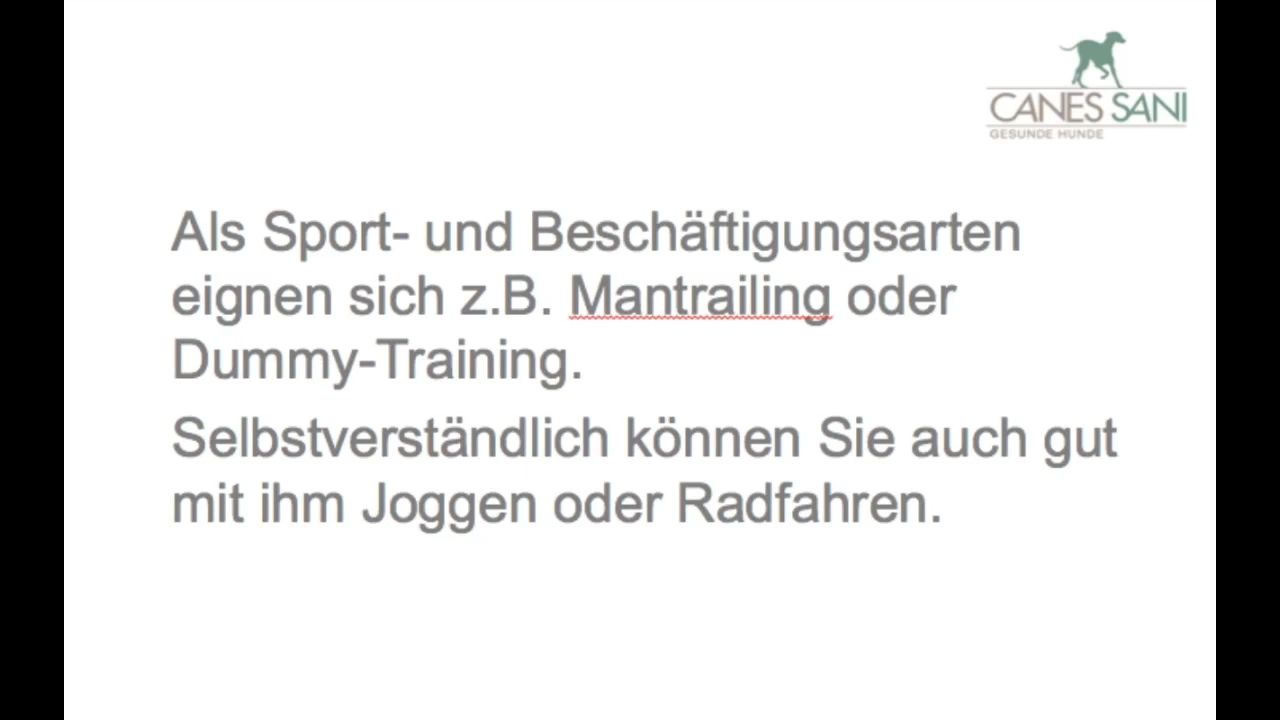 CANES SANI
GESUNDE HUNDE
Als Sport- und Beschäftigungsarten
eignen sich z.B. Mantrailing oder
Dummy-Training.
Selbstverständlich können Sie auch gut
mit ihm Joggen oder Radfahren.